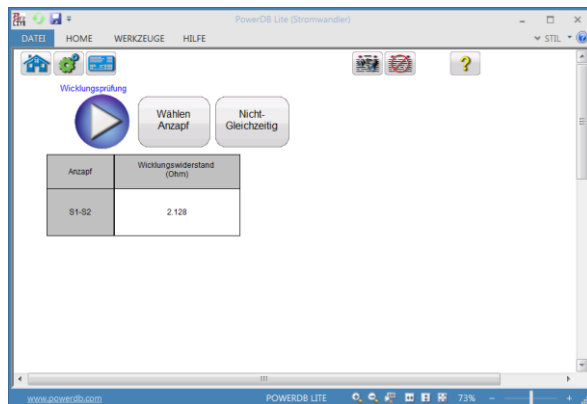 PowerDB Lite (Stromwandler)
DATEI HOME WERKZEUGE HILFE STIL
Wicklungsprüfung
Wählen
Anzapf
Nicht-
Gleichzeitig
Anzapf
Wicklungswiderstand
(Ohm)
S1-S2 2.128
www.powerdb.com POWERDB LITE 73%